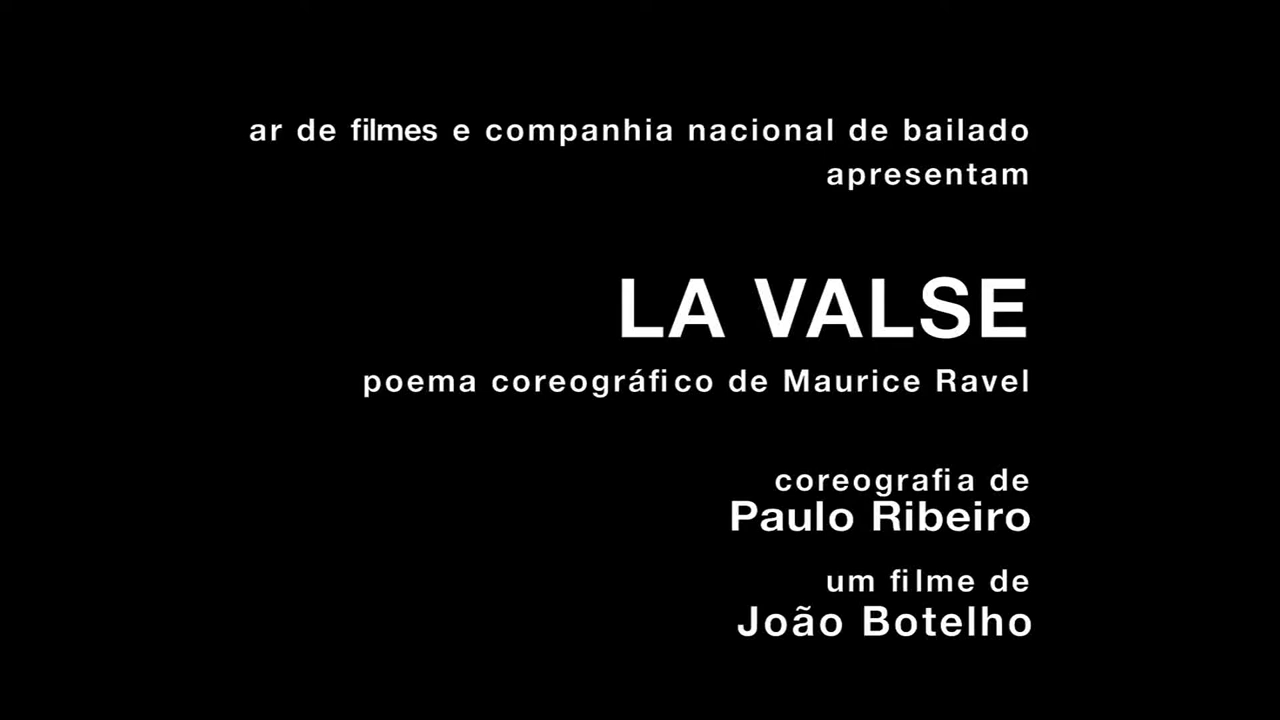 ar de filmes e companhia nacional de bailado
apresentam
LA VALSE
poema coreográfico de Maurice Ravel
coreografia de
Paulo Ribeiro
um filme de
João Botelho